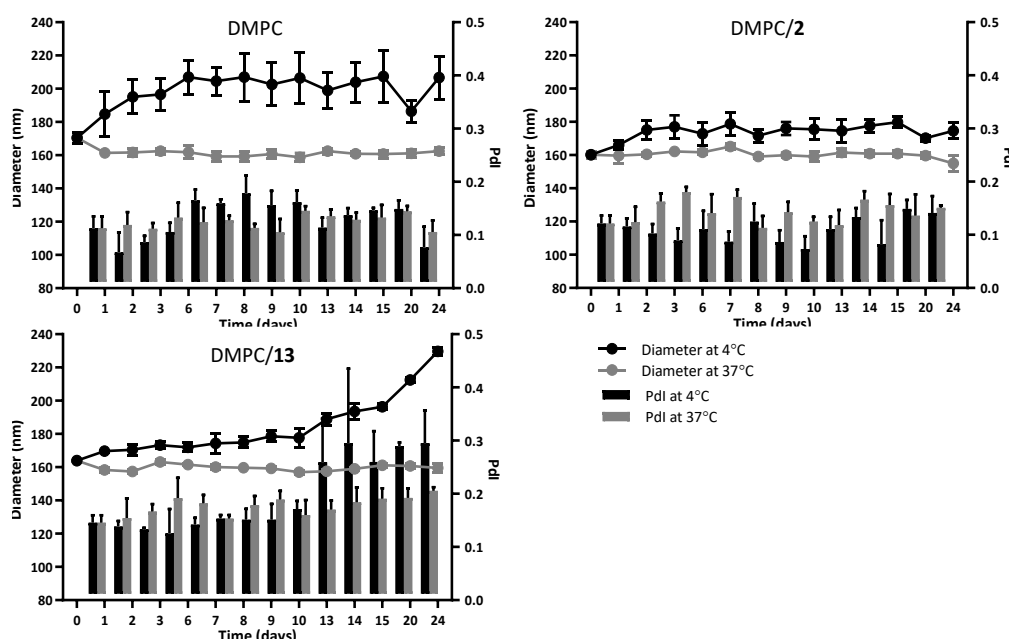 DMPC
240
220
200
180
160
140
120
100
80
Diameter (nm)
0.5
0.4
0.3
0.2
0.1
0.0
PdI
0 1 2 3 6 7 8 9 10 13 14 15 20 24
Time (days)
DMPC/2
240
220
200
180
160
140
120
100
80
Diameter (nm)
0.5
0.4
0.3
0.2
0.1
0.0
PdI
0 1 2 3 6 7 8 9 10 13 14 15 20 24
Time (days)
DMPC/13
240
220
200
180
160
140
120
100
80
Diameter (nm)
0.5
0.4
0.3
0.2
0.1
0.0
PdI
0 1 2 3 6 7 8 9 10 13 14 15 20 24
Time (days)
Diameter at 4°C
Diameter at 37°C
PdI at 4°C
PdI at 37°C